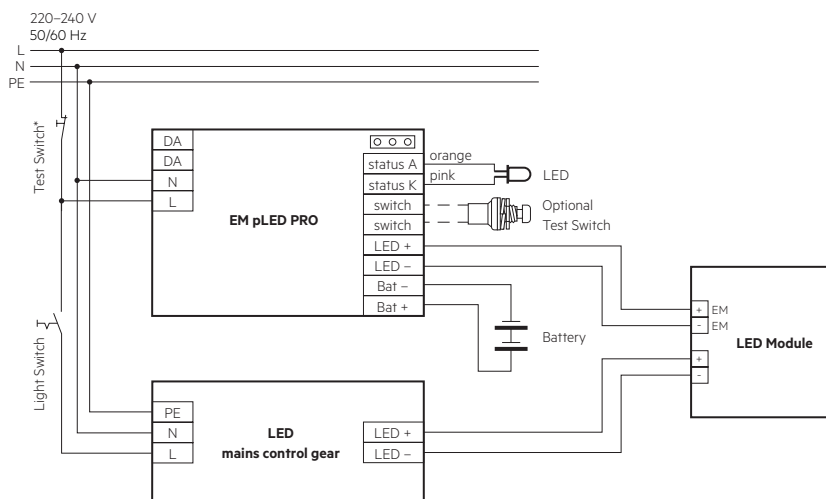 220–240 V
50/60 Hz
L
N
PE
Test Switch*
DA
DA
N
L
EM pLED PRO
status A
status K
switch
switch
LED +
LED –
Bat –
Bat +
orange
pink
LED
Optional
Test Switch
Battery
+ EM
- EM
+
-
LED Module
Light Switch
PE
N
L
LED
mains control gear
LED +
LED –